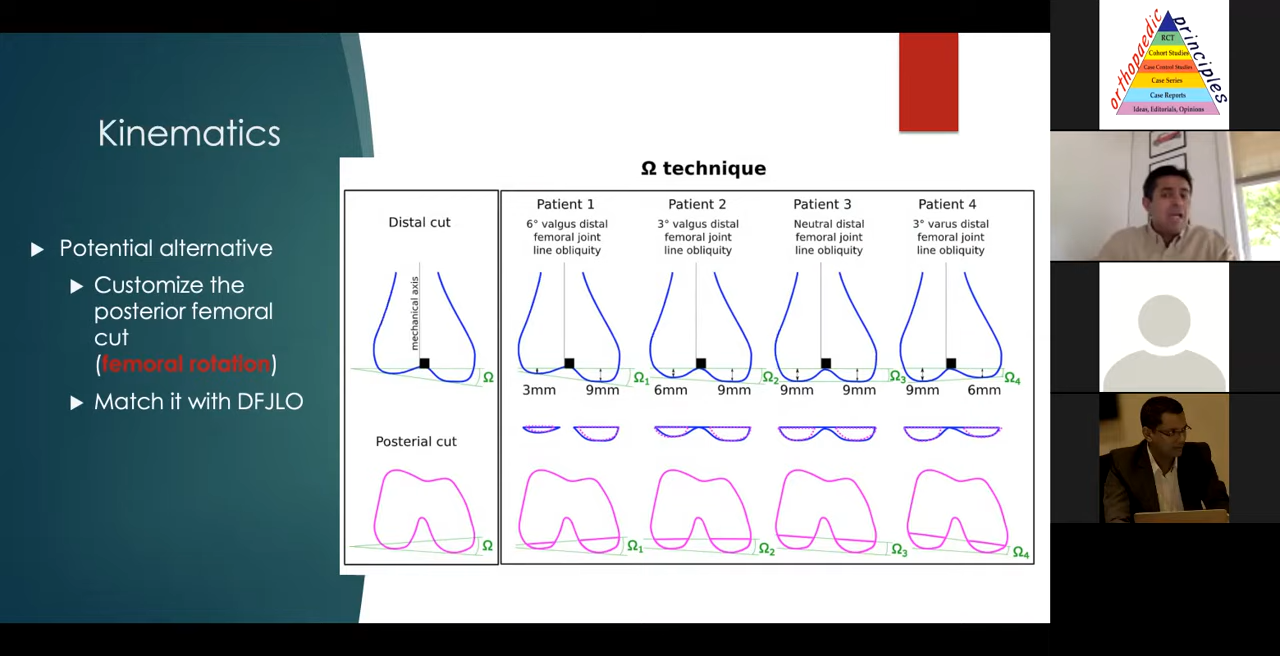 Kinematics
Potential alternative
Customize the
posterior femoral
cut
(femoral rotation)
Match it with DFJLO
Ω technique
Distal cut
mechanical axis
Ω
Posterial cut
Ω
Patient 1
6° valgus distal
femoral joint
line obliquity
Ω1
3mm 9mm
Ω1
Patient 2
3° valgus distal
femoral joint
line obliquity
Ω2
6mm 9mm
Ω2
Patient 3
Neutral distal
femoral joint
line obliquity
Ω3
9mm 9mm
Ω3
Patient 4
3° varus distal
femoral joint
line obliquity
Ω4
9mm 6mm
Ω4
orthopaedic principles
RCT
Cohort Studies
Case Control Studies
Case Series
Case Reports
Ideas, Editorials, Opinions